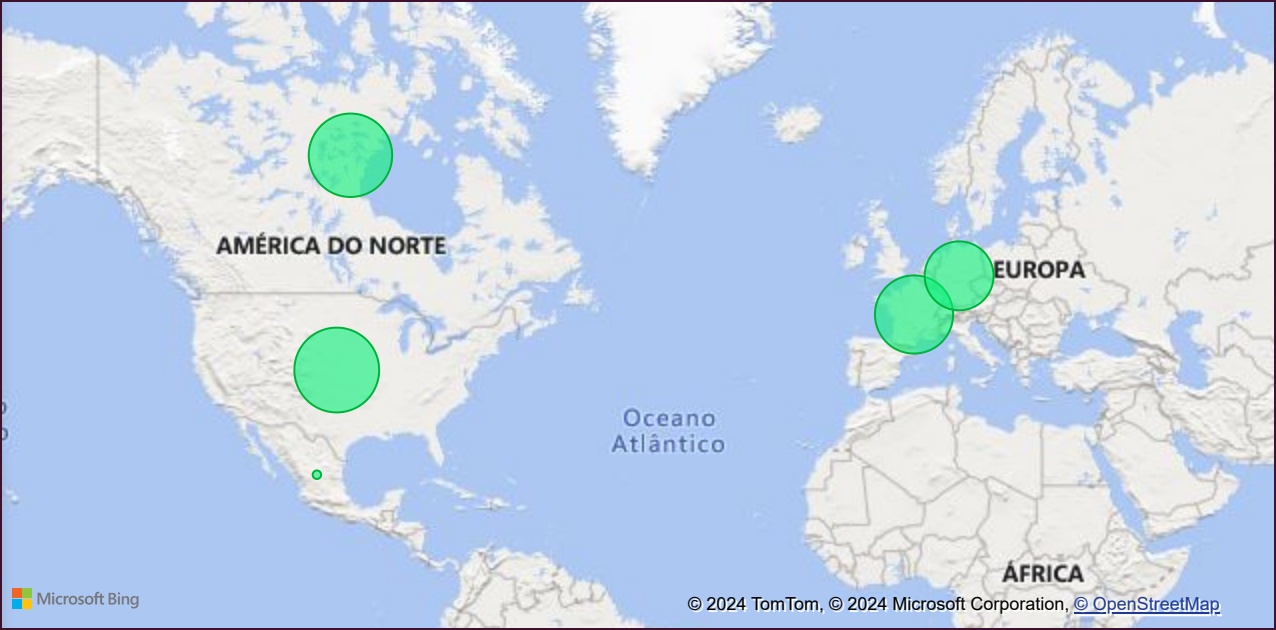 AMÉRICA DO NORTE
EUROPA
Oceano
Atlântico
ÁFRICA
Microsoft Bing
© 2024 TomTom, © 2024 Microsoft Corporation, © OpenStreetMap